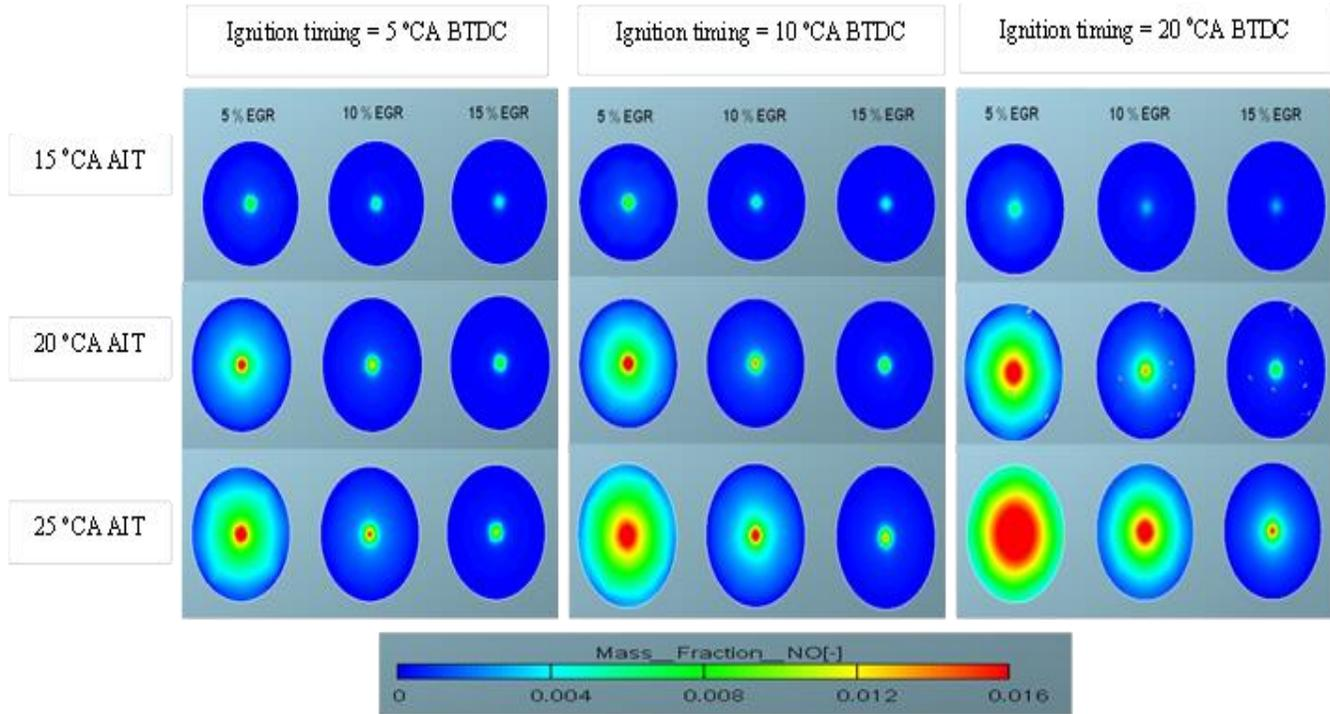 Ignition timing = 5 °CA BTDC
Ignition timing = 10 °CA BTDC
Ignition timing = 20 °CA BTDC
5 % EGR 10 % EGR 15 % EGR
5 % EGR 10 % EGR 15 % EGR
5 % EGR 10 % EGR 15 % EGR
15 °CA AIT
20 °CA AIT
25 °CA AIT
Mass__Fraction__NO[-]
0 0.004 0.008 0.012 0.016